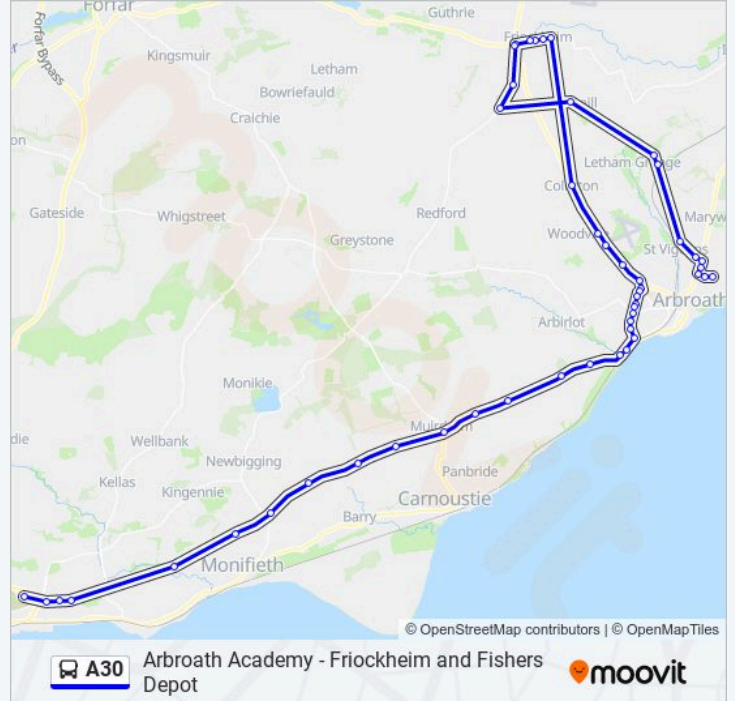 Forfar
Guthrie
Forfar Bypass
Kingsmuir
Letham
Bowriefauld
Craichie
Letham Grange
Gateside
Whigstreet
Redford
Greystone
St Vigeans
Arbroath
Arbirlot
Monikie
Wellbank
Newbigging
Kellas
Kingennie
Panbride
Carnoustie
Barry
Monifieth
© OpenStreetMap contributors | © OpenMapTiles
A30
Arbroath Academy - Friockheim and Fishers
Depot
moovit